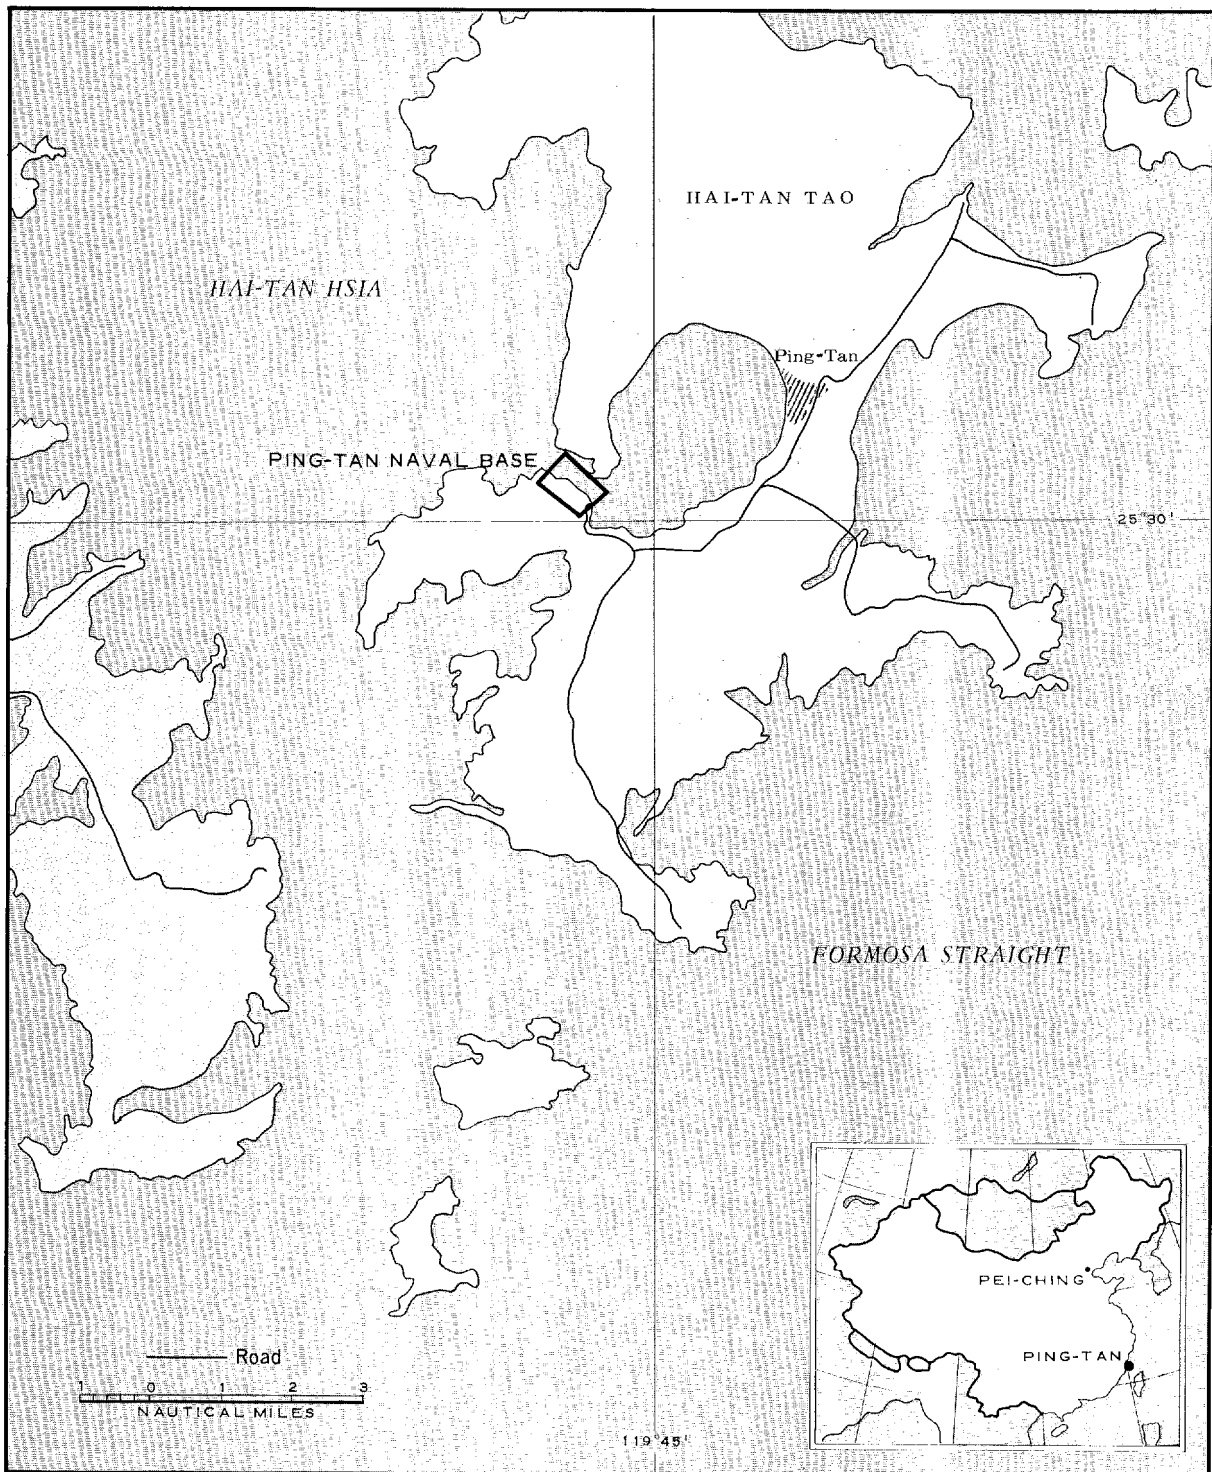 HAI-TAN TAO
HAI-TAN HSIA
Ping-Tan
PING-TAN NAVAL BASE
25°30'
FORMOSA STRAIGHT
PEI-CHING
PING-TAN
Road
1 0 1 2 3
NAUTICAL MILES
119°45'